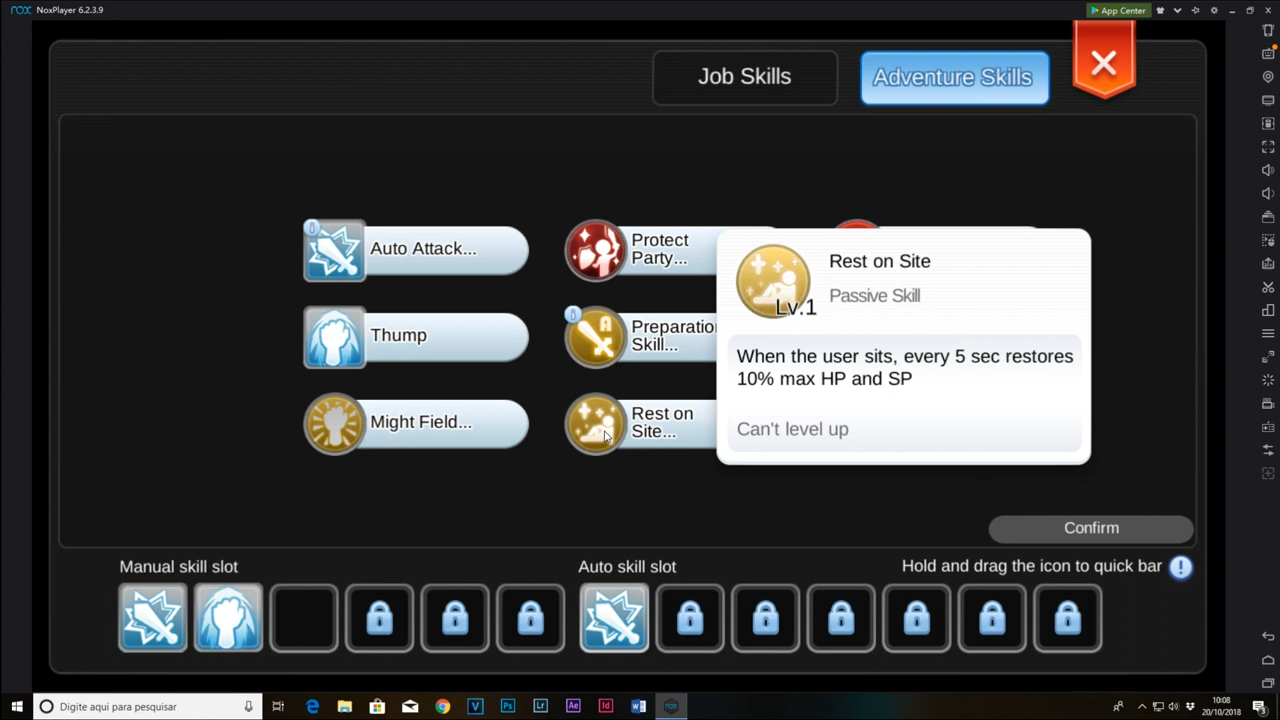 NoxPlayer 6.2.3.9
App Center
Job Skills
Adventure Skills
Auto Attack...
Protect
Party...
Thump
Preparatio
Skill...
Might Field...
Rest on
Site...
Rest on Site
Lv.1
Passive Skill
When the user sits, every 5 sec restores
10% max HP and SP
Can't level up
Confirm
Manual skill slot
Auto skill slot
Hold and drag the icon to quick bar
Digite aqui para pesquisar
10:08
20/10/2018